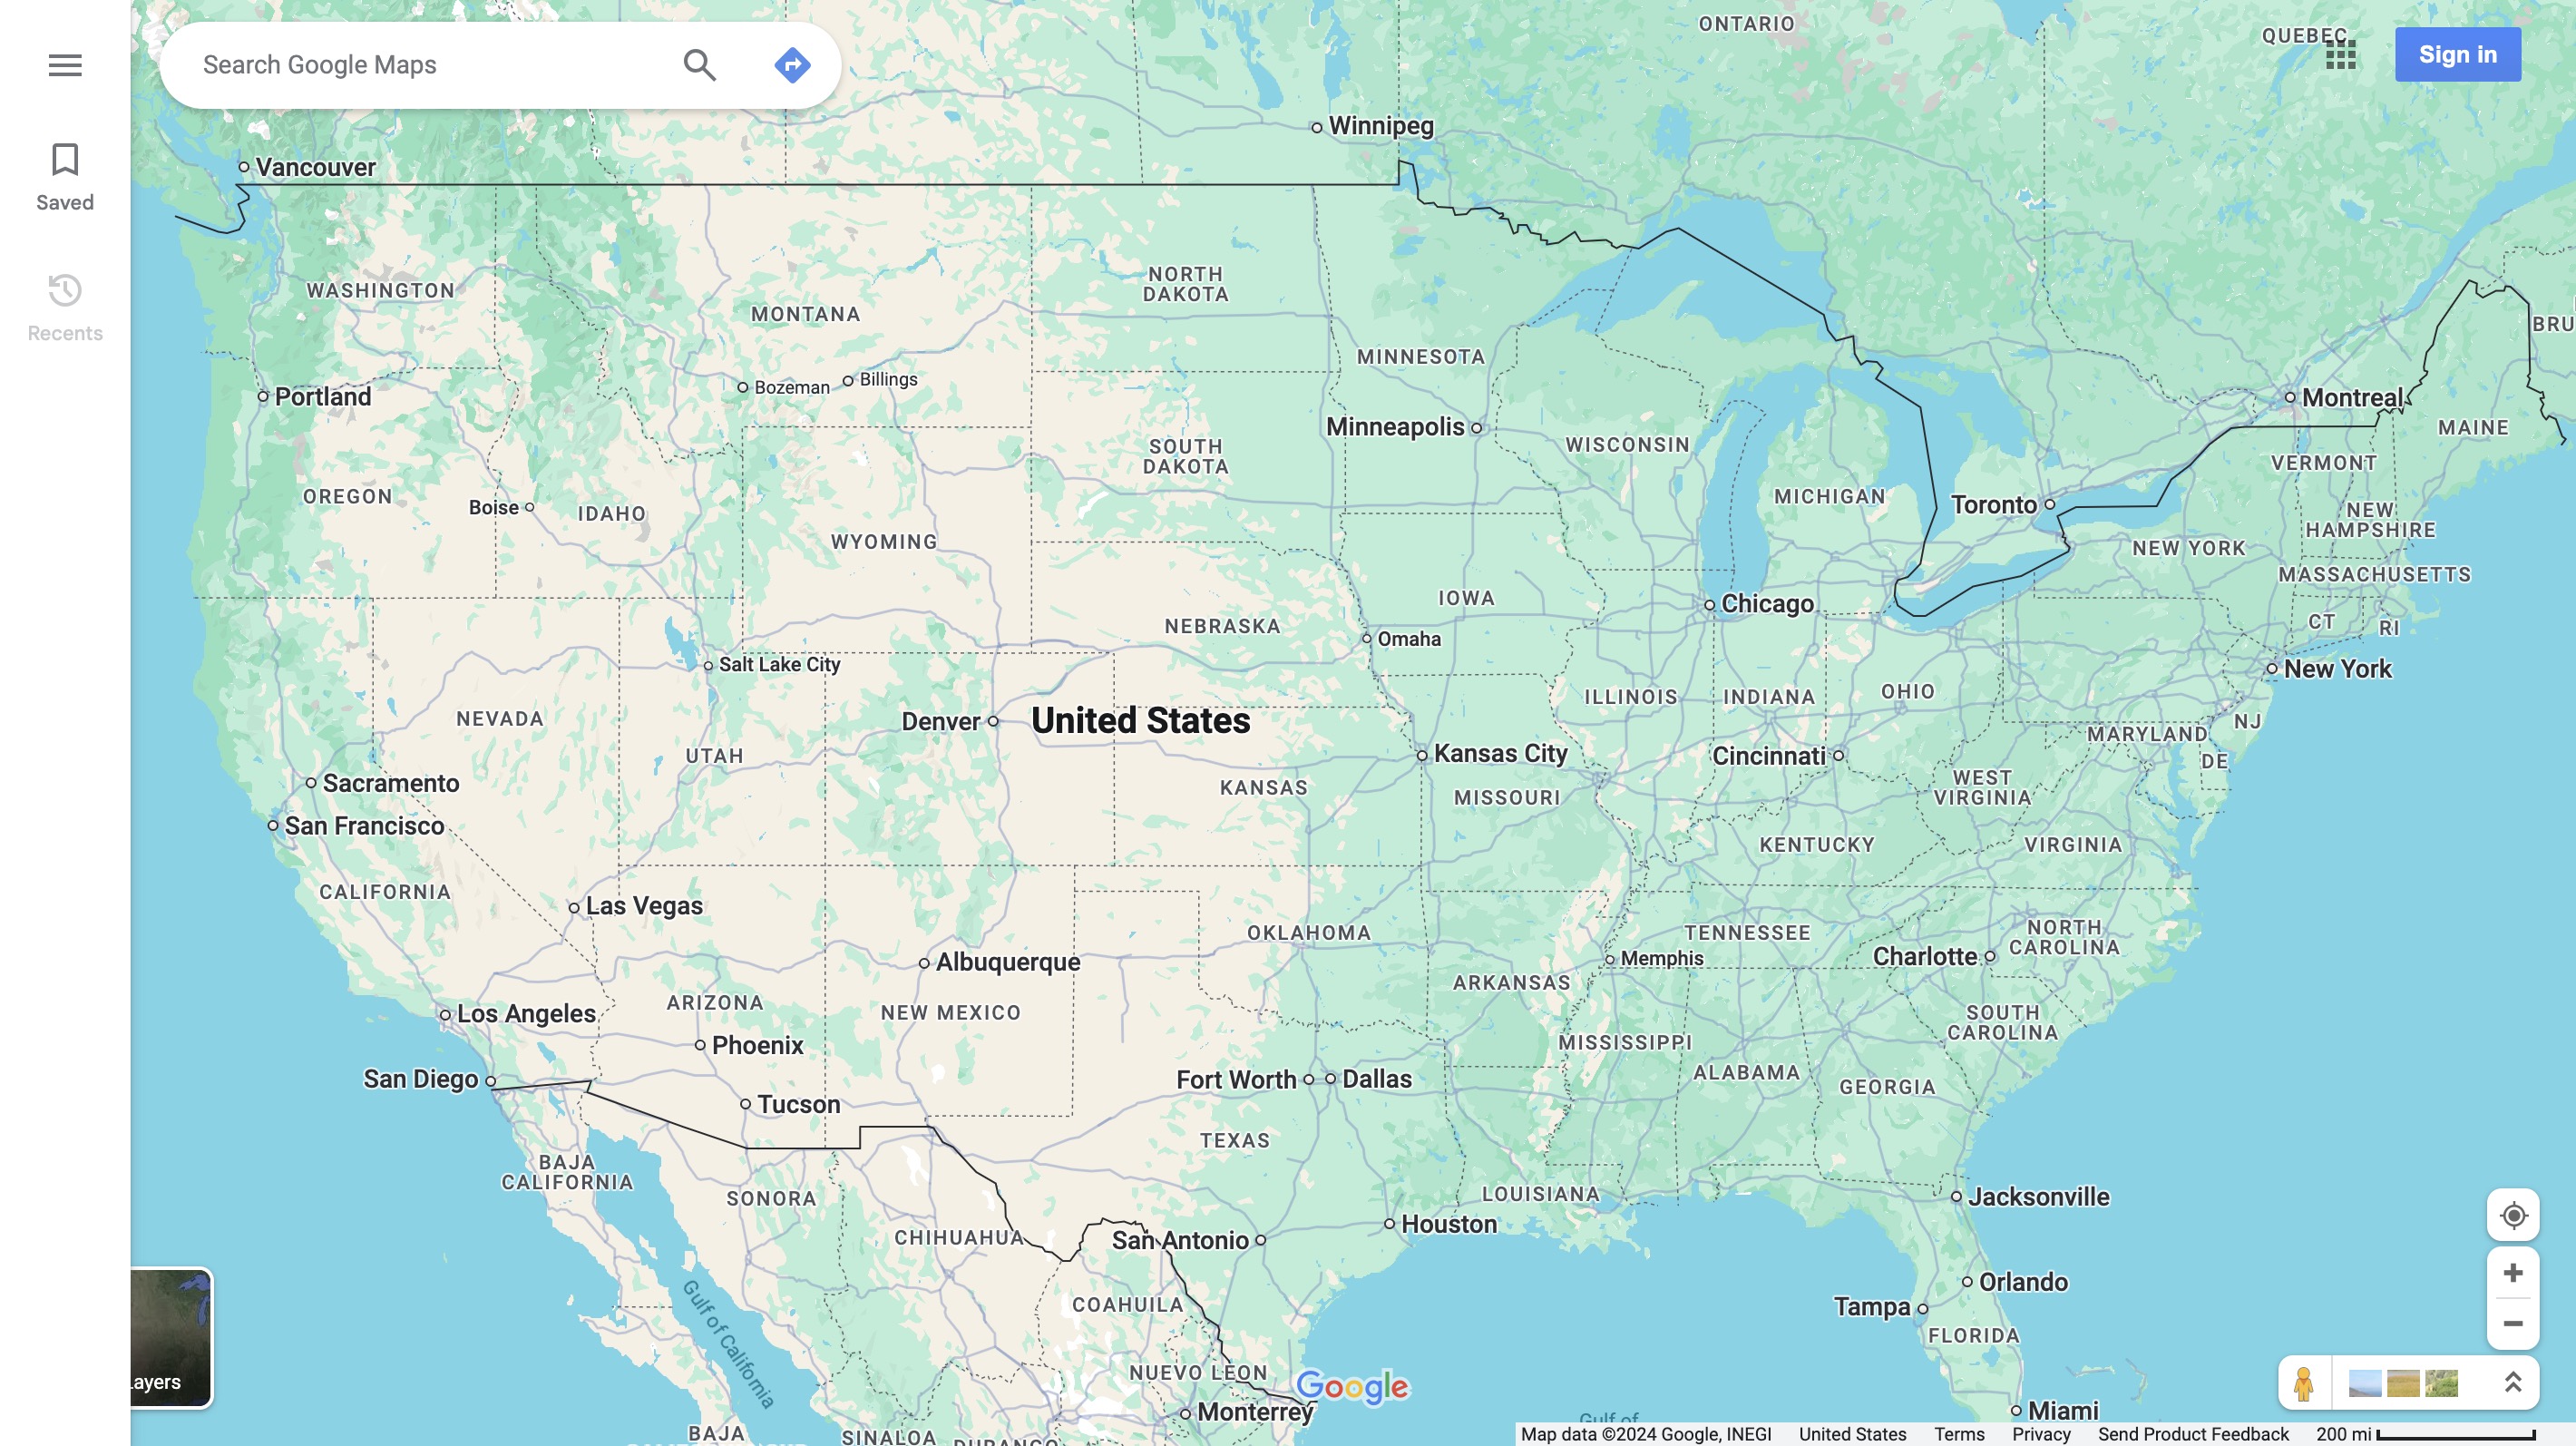 Search Google Maps
Sign in
Saved
Recents
ONTARIO
QUEBEC
Winnipeg
Vancouver
WASHINGTON
MONTANA
NORTH
DAKOTA
MINNESOTA
BRU
Bozeman
Billings
Portland
Montreal
MAINE
Minneapolis
WISCONSIN
SOUTH
DAKOTA
VERMONT
OREGON
Boise
IDAHO
MICHIGAN
Toronto
NEW
HAMPSHIRE
WYOMING
NEW YORK
MASSACHUSETTS
IOWA
Chicago
CT
RI
NEBRASKA
Omaha
Salt Lake City
New York
ILLINOIS
INDIANA
OHIO
NEVADA
Denver
United States
NJ
MARYLAND
UTAH
Kansas City
Cincinnati
DE
Sacramento
KANSAS
MISSOURI
WEST
VIRGINIA
San Francisco
KENTUCKY
VIRGINIA
CALIFORNIA
Las Vegas
OKLAHOMA
TENNESSEE
NORTH
CAROLINA
Albuquerque
Memphis
Charlotte
ARKANSAS
ARIZONA
NEW MEXICO
Los Angeles
SOUTH
CAROLINA
Phoenix
MISSISSIPPI
San Diego
Fort Worth
Dallas
ALABAMA
GEORGIA
Tucson
TEXAS
BAJA
CALIFORNIA
SONORA
LOUISIANA
Jacksonville
CHIHUAHUA
San Antonio
Houston
Orlando
COAHUILA
Tampa
FLORIDA
Gulf of California
NUEVO LEON
Google
ayers
Monterrey
Miami
Gulf of
BAJA
SINALOA
DURANGO
Map data ©2024 Google, INEGI United States Terms Privacy Send Product Feedback 200 mi